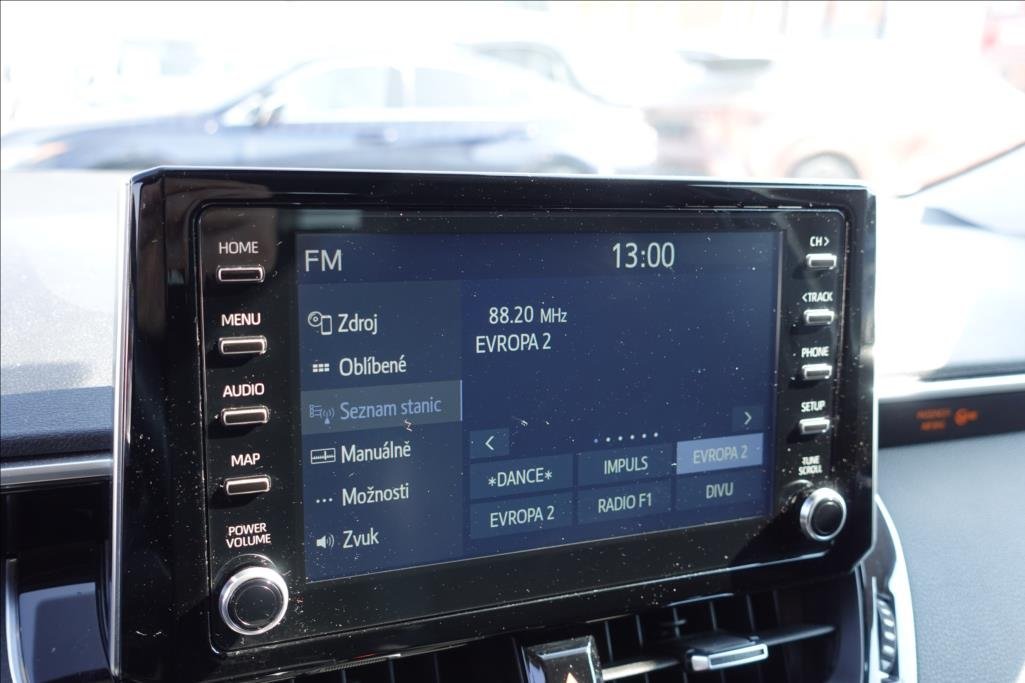 HOME
MENU
AUDIO
MAP
POWER
VOLUME
FM
13:00
Zdroj
Oblíbené
Seznam stanic
Manuálně
Možnosti
Zvuk
88.20 MHz
EVROPA 2
< >
*DANCE* IMPULS EVROPA 2
EVROPA 2 RADIO F1 DIVU
CH >
< TRACK
PHONE
SETUP
TUNE
SCROLL